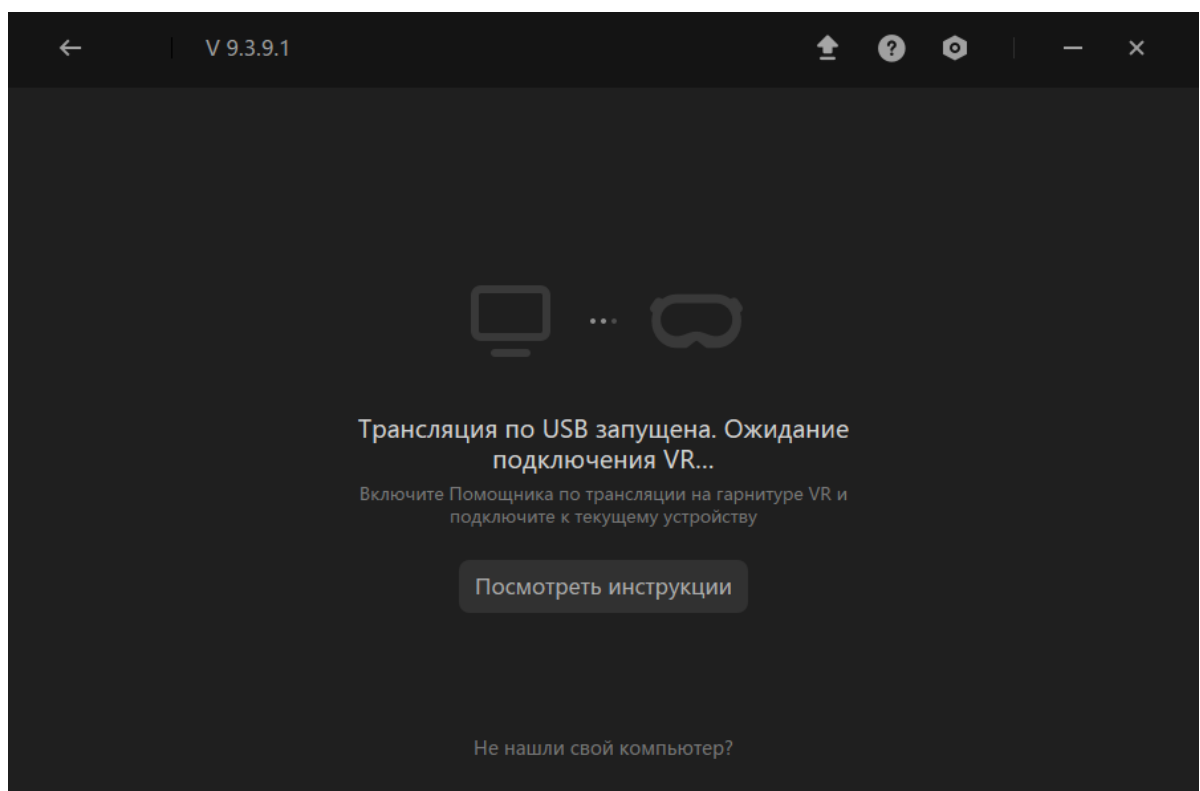 V 9.3.9.1
Трансляция по USB запущена. Ожидание
подключения VR...
Включите Помощника по трансляции на гарнитуре VR и
подключите к текущему устройству
Посмотреть инструкции
Не нашли свой компьютер?